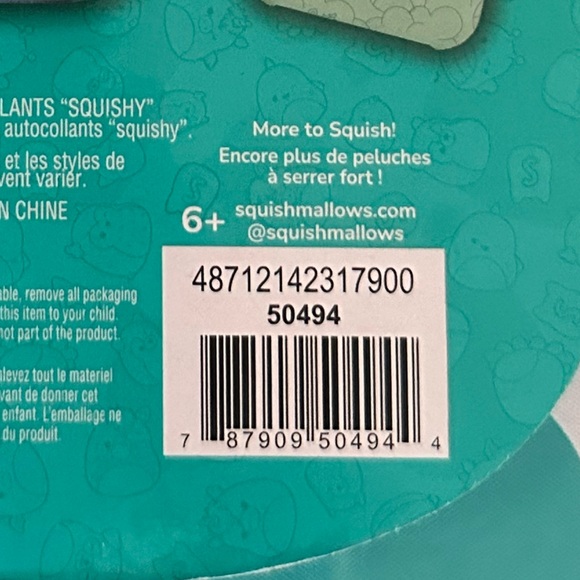 LANTS “SQUISHY”
autocollants “squishy”.
et les styles de
vent varier.
N CHINE
More to Squish!
Encore plus de peluches
à serrer fort !
6+
squishmallows.com
@squishmallows
able, remove all packaging
this item to your child.
not part of the product.
nlevez tout le materiel
vant de donner cet
enfant. L’emballage ne
du produit.
48712142317900
50494
7 87909 50494 4